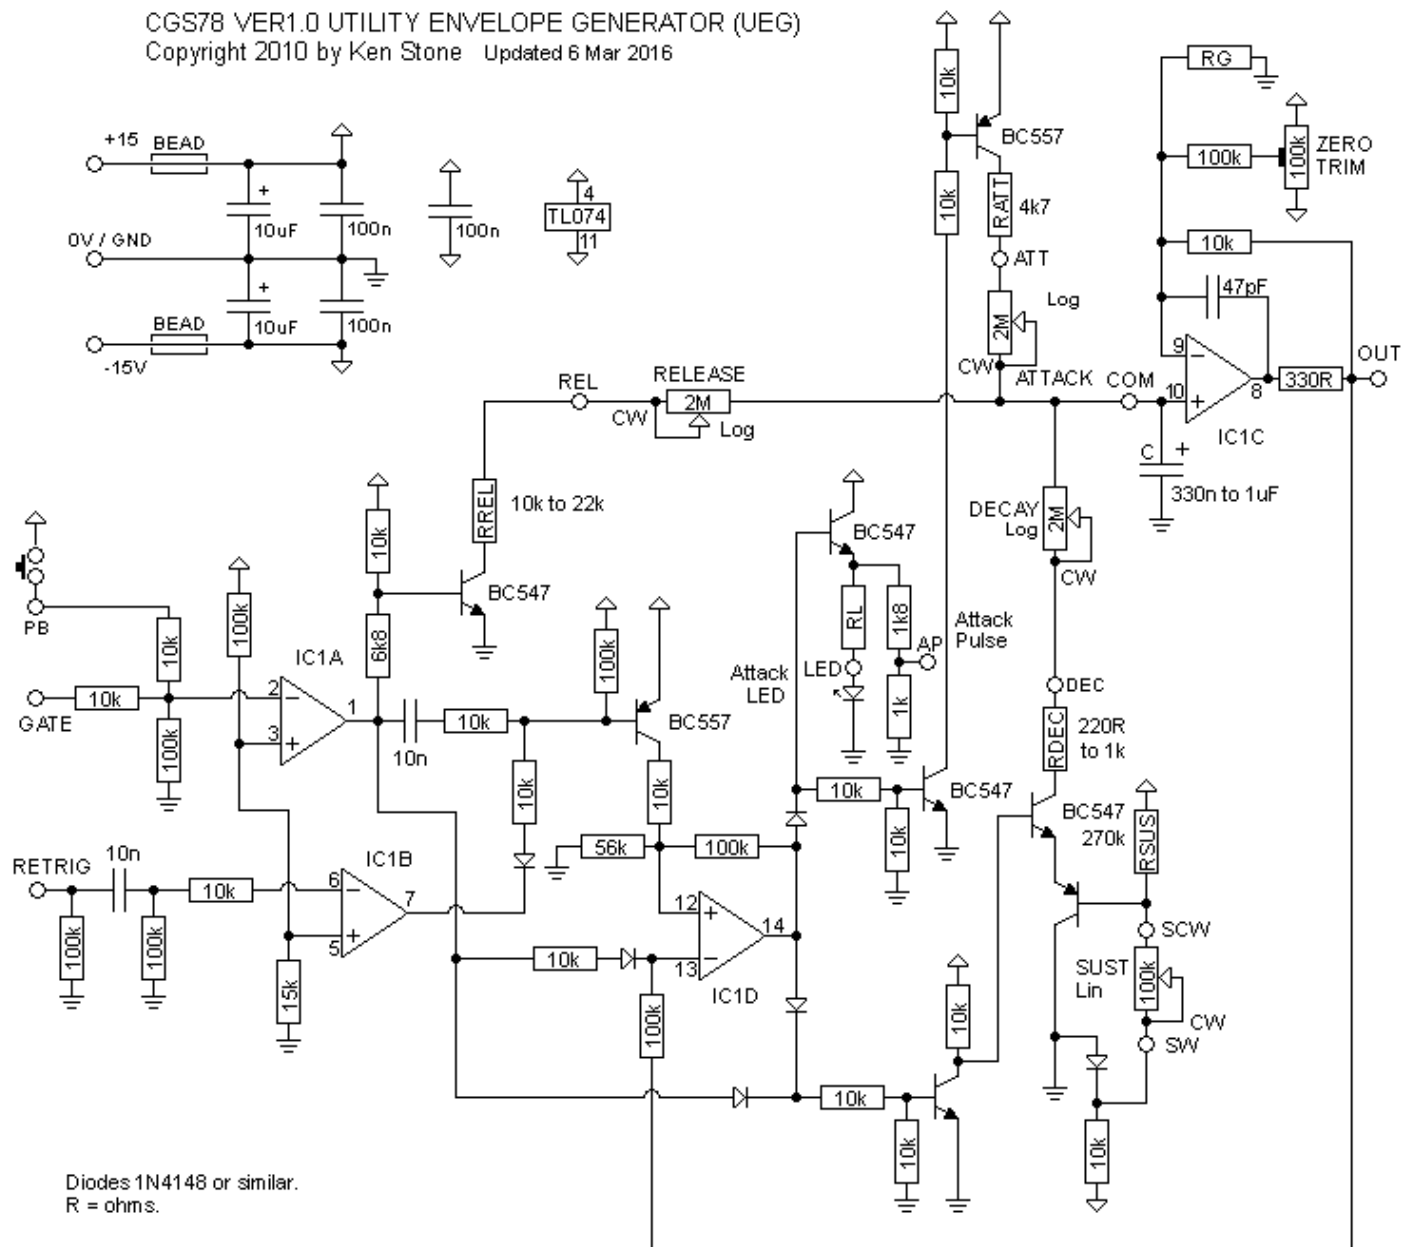 CGS78 VER1.0 UTILITY ENVELOPE GENERATOR (UEG)
Copyright 2010 by Ken Stone Updated 6 Mar 2016
+15
BEAD
+
10uF
100n
0V / GND
+
10uF
100n
BEAD
-15V
100n
4
TL074
11
10k
BC557
10k
RATT
4k7
ATT
2M
Log
CW
ATTACK
RG
100k
100k
ZERO
TRIM
10k
47pF
9
-
10
+
8
IC1C
330R
OUT
COM
C
+
330n to 1uF
REL
RELEASE
2M
CW
Log
RREL
10k to 22k
BC547
10k
6k8
PB
10k
GATE
10k
100k
100k
IC1A
2
-
3
+
1
10n
10k
100k
BC557
10k
10k
56k
100k
RETRIG
10n
100k
100k
10k
IC1B
6
-
5
+
7
15k
10k
12
+
13
-
14
IC1D
100k
Attack
LED
BC547
RL
1k8
LED
AP
1k
Attack
Pulse
10k
10k
BC547
DECAY
Log
2M
CW
DEC
RDEC
220R
to 1k
BC547
270k
RSUS
SCW
SUST
Lin
100k
CW
SW
10k
10k
10k
10k
Diodes 1N4148 or similar.
R = ohms.